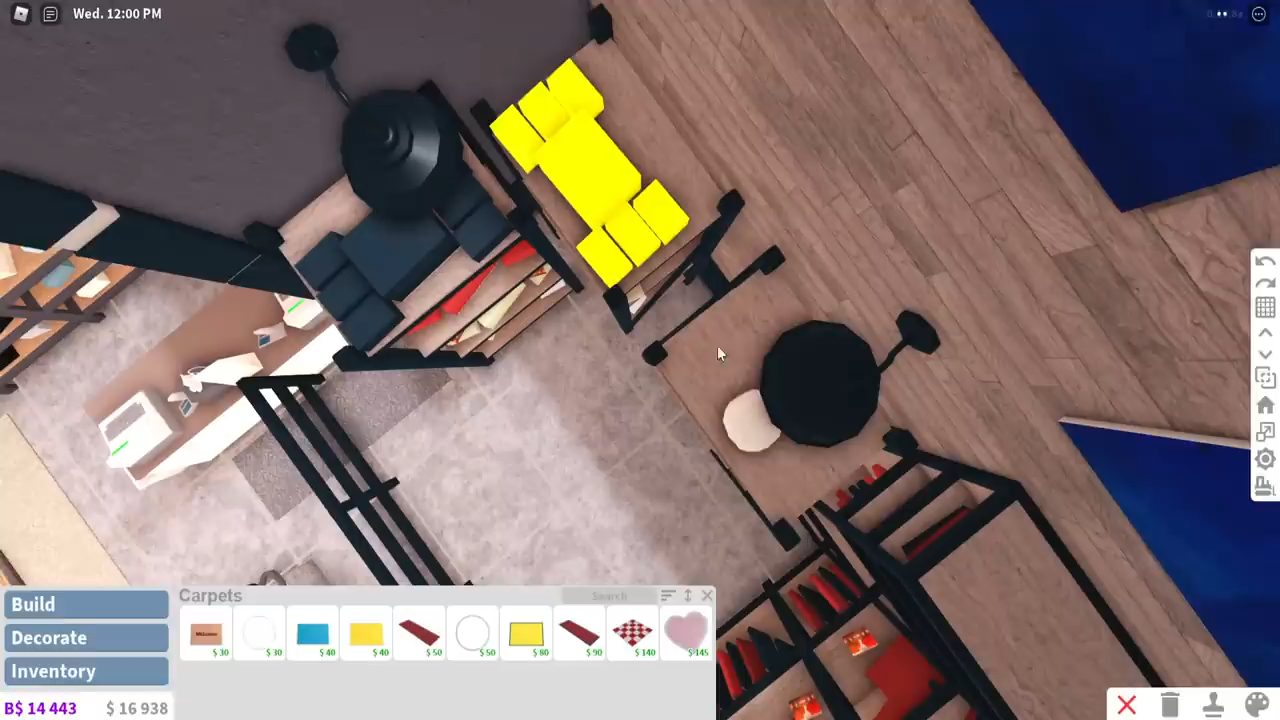 Wed. 12:00 PM
Build
Decorate
Inventory
B$ 14 443
$ 16 938
Carpets
Search
$ 30
$ 30
$ 40
$ 40
$ 50
$ 50
$ 80
$ 90
$ 140
$ 145